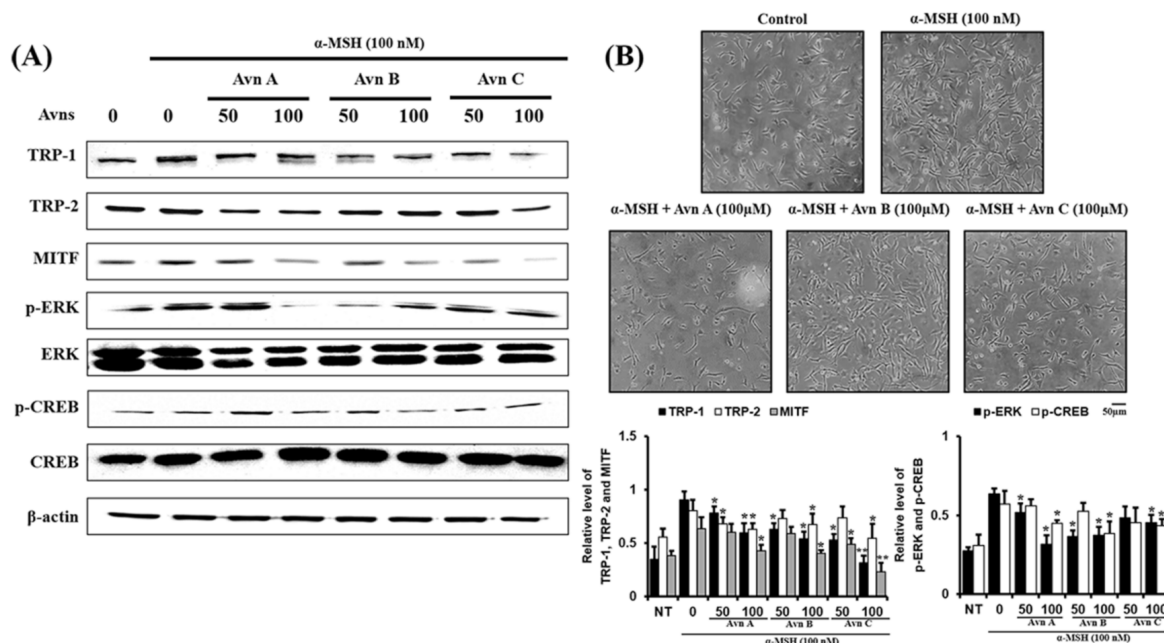 (A)
α-MSH (100 nM)
Avn A Avn B Avn C
Avns 0 0 50 100 50 100 50 100
TRP-1
TRP-2
MITF
p-ERK
ERK
p-CREB
CREB
β-actin
(B)
Control α-MSH (100 nM)
α-MSH + Avn A (100μM) α-MSH + Avn B (100μM) α-MSH + Avn C (100μM)
50μm
TRP-1 TRP-2 MITF
Relative level of
TRP-1, TRP-2 and MITF
1.5
1
0.5
0
* * * * * * * * * * * * * * **
NT 0 50 100 50 100 50 100
Avn A Avn B Avn C
α-MSH (100 nM)
p-ERK p-CREB
Relative level of
p-ERK and p-CREB
1
0.5
0
* * * * * * * *
NT 0 50 100 50 100 50 100
Avn A Avn B Avn C
α-MSH (100 nM)